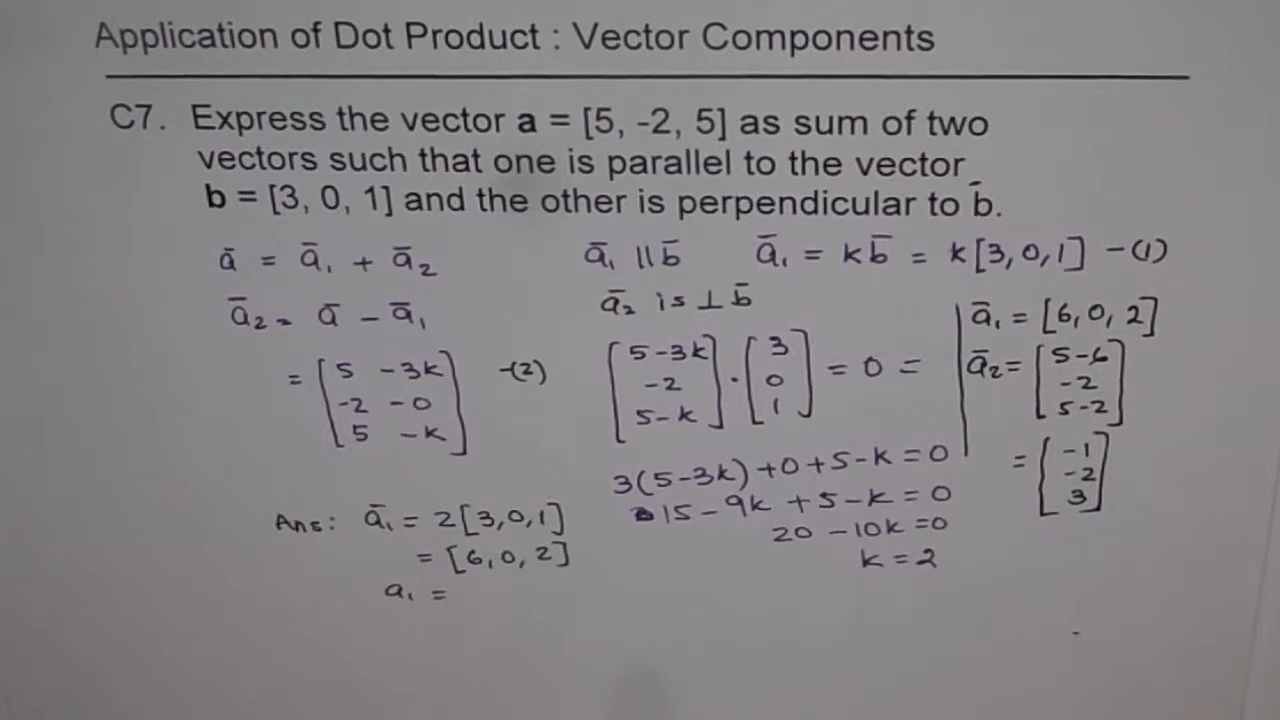 Application of Dot Product : Vector Components
C7. Express the vector a = [5, -2, 5] as sum of two
vectors such that one is parallel to the vector
b = [3, 0, 1] and the other is perpendicular to b̄.
ā = ā₁ + ā₂
ā₂ = ā - ā₁
= [5 -3k
-2 -0
5 -k] -(2)
ā₁ || b̄ ā₁ = kb̄ = k[3,0,1] -(1)
ā₂ is ⊥ b̄
[5-3k
-2
5-k] · [3
0
1] = 0 =
3(5-3k)+0+5-k=0
15-9k+5-k=0
20-10k=0
k=2
ā₁ = [6,0,2]
ā₂= [5-6
-2
5-2]
= [-1
-2
3]
Ans: ā₁ = 2[3,0,1]
= [6,0,2]
a₁ =